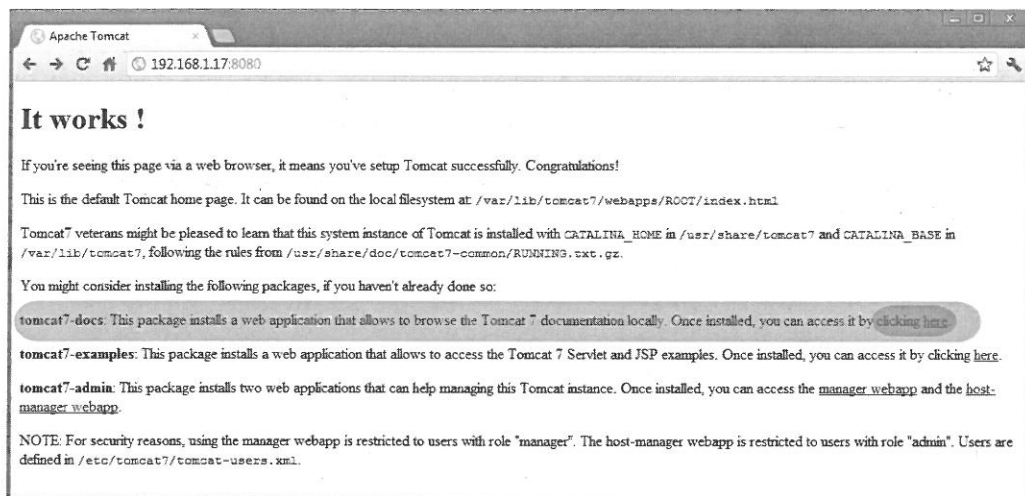 Apache Tomcat
192.168.1.17:8080
It works !
If you're seeing this page via a web browser, it means you've setup Tomcat successfully. Congratulations!
This is the default Tomcat home page. It can be found on the local filesystem at: /var/lib/tomcat7/webapps/ROOT/index.html
Tomcat7 veterans might be pleased to learn that this system instance of Tomcat is installed with CATALINA_HOME in /usr/share/tomcat7 and CATALINA_BASE in
/var/lib/tomcat7, following the rules from /usr/share/doc/tomcat7-common/RUNNING.txt.gz.
You might consider installing the following packages, if you haven't already done so:
tomcat7-docs: This package installs a web application that allows to browse the Tomcat 7 documentation locally. Once installed, you can access it by clicking here.
tomcat7-examples: This package installs a web application that allows to access the Tomcat 7 Servlet and JSP examples. Once installed, you can access it by clicking here.
tomcat7-admin: This package installs two web applications that can help managing this Tomcat instance. Once installed, you can access the manager webapp and the host-
manager webapp.
NOTE: For security reasons, using the manager webapp is restricted to users with role "manager". The host-manager webapp is restricted to users with role "admin". Users are
defined in /etc/tomcat7/tomcat-users.xml.